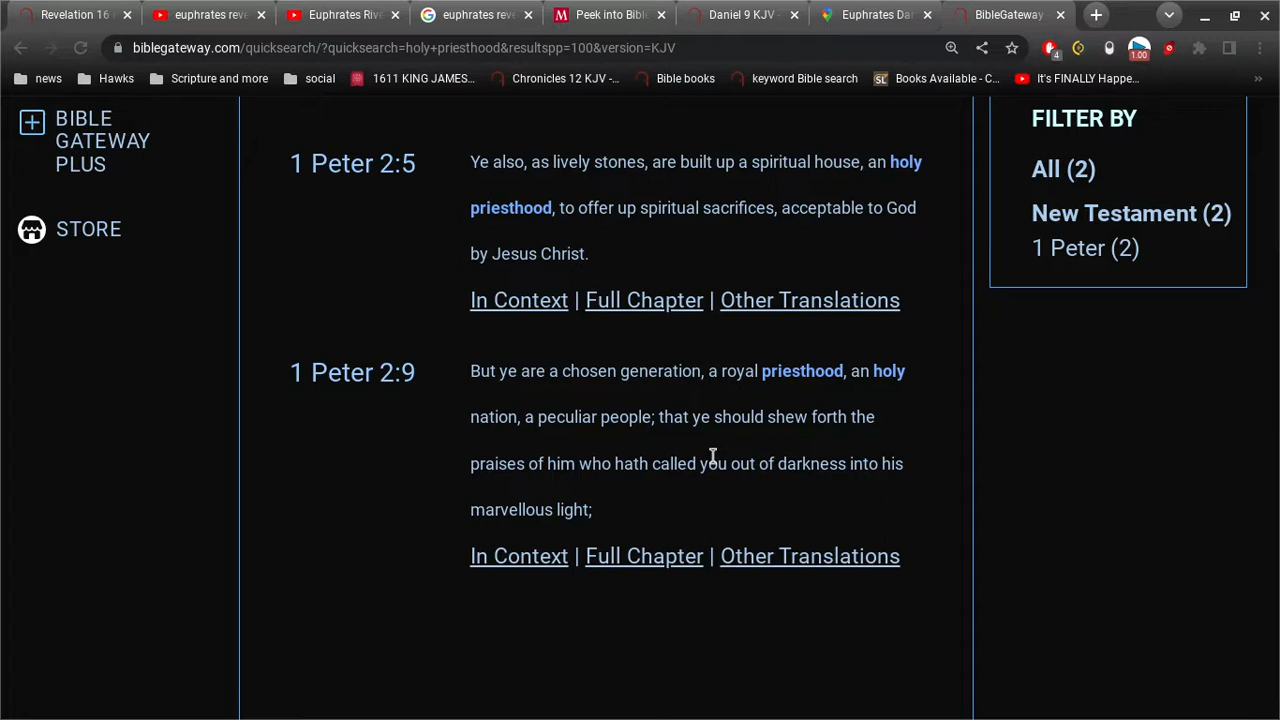 Revelation 16
euphrates reve
Euphrates Rive
euphrates reve
M Peek into Bible
Daniel 9 KJV -
Euphrates Dar
BibleGateway
biblegateway.com/quicksearch/?quicksearch=holy+priesthood&resultspp=100&version=KJV
4
1.00
news
Hawks
Scripture and more
social
1611 KING JAMES...
Chronicles 12 KJV -...
Bible books
keyword Bible search
SL Books Available - C...
It's FINALLY Happe...
»
BIBLE
GATEWAY
PLUS
STORE
1 Peter 2:5
Ye also, as lively stones, are built up a spiritual house, an holy
priesthood, to offer up spiritual sacrifices, acceptable to God
by Jesus Christ.
In Context | Full Chapter | Other Translations
1 Peter 2:9
But ye are a chosen generation, a royal priesthood, an holy
nation, a peculiar people; that ye should shew forth the
praises of him who hath called you out of darkness into his
marvellous light;
In Context | Full Chapter | Other Translations
FILTER BY
All (2)
New Testament (2)
1 Peter (2)